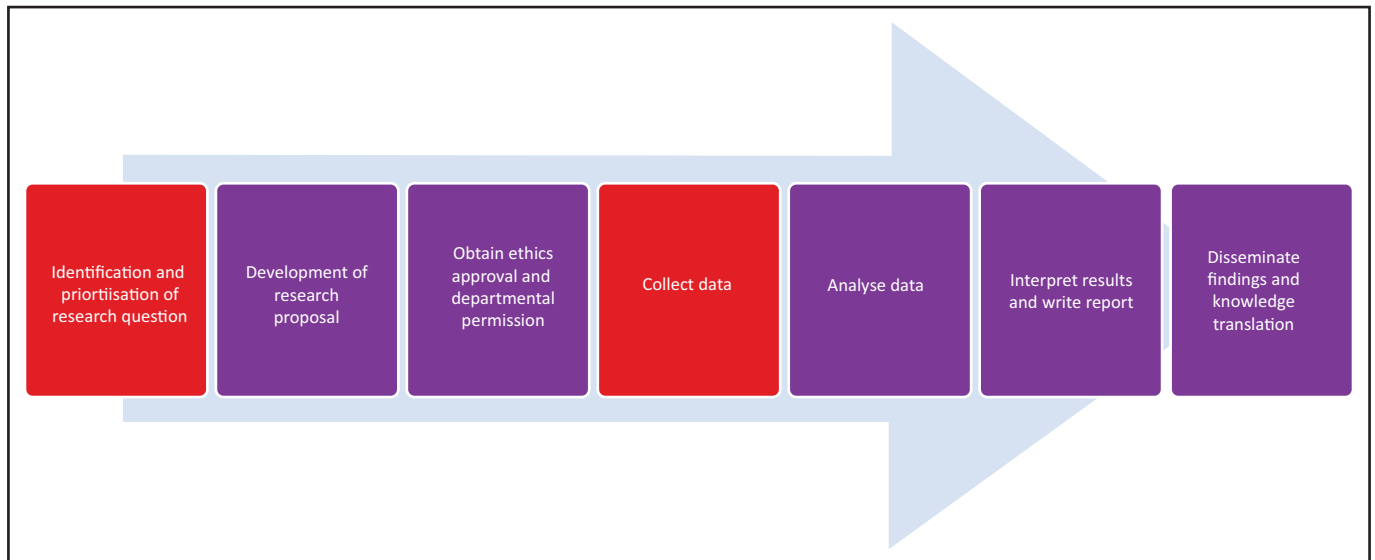 Identification and
priortiisation of
research question
Development of
research
proposal
Obtain ethics
approval and
departmental
permission
Collect data
Analyse data
Interpret results
and write report
Disseminate
findings and
knowledge
translation